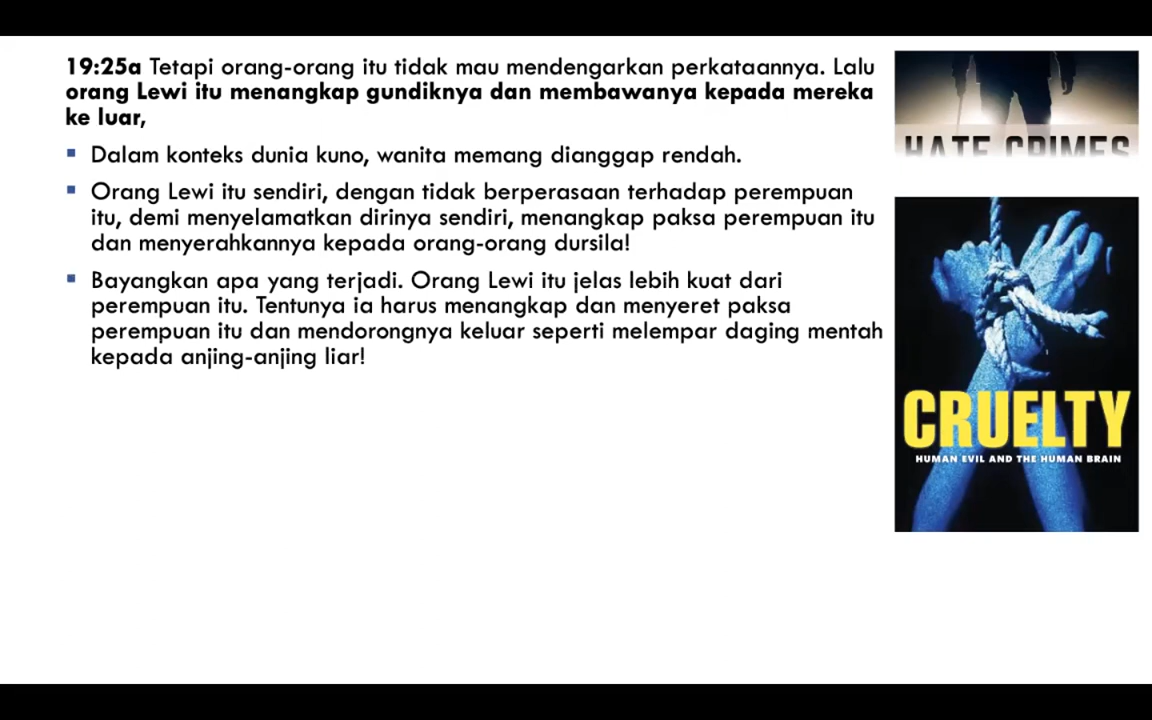 19:25a Tetapi orang-orang itu tidak mau mendengarkan perkataannya. Lalu
orang Lewi itu menangkap gundiknya dan membawanya kepada mereka
ke luar,
▪ Dalam konteks dunia kuno, wanita memang dianggap rendah.
▪ Orang Lewi itu sendiri, dengan tidak berperasaan terhadap perempuan
itu, demi menyelamatkan dirinya sendiri, menangkap paksa perempuan itu
dan menyerahkannya kepada orang-orang dursila!
▪ Bayangkan apa yang terjadi. Orang Lewi itu jelas lebih kuat dari
perempuan itu. Tentunya ia harus menangkap dan menyeret paksa
perempuan itu dan mendorongnya keluar seperti melempar daging mentah
kepada anjing-anjing liar!
HATE CRIMES
CRUELTY
HUMAN EVIL AND THE HUMAN BRAIN